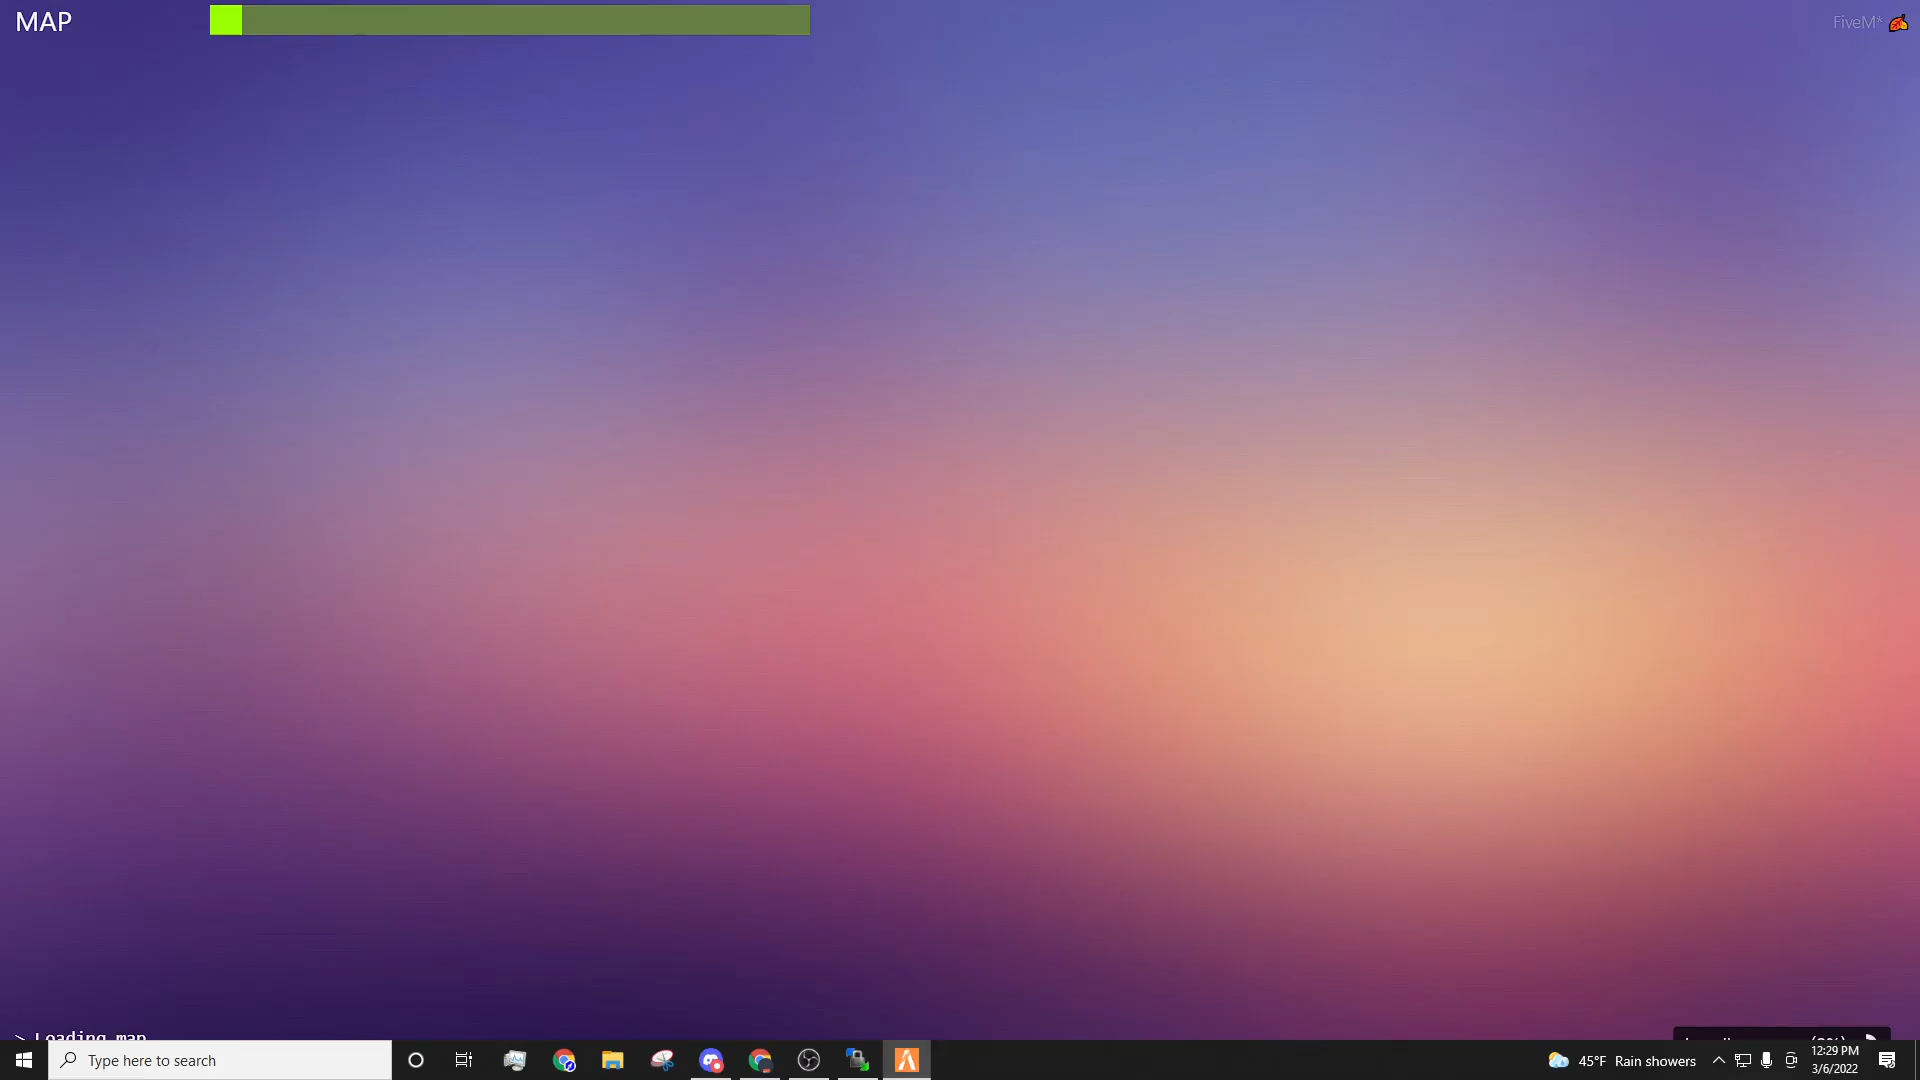 MAP
FiveM*
> Loading map
Type here to search
45°F Rain showers
12:29 PM
3/6/2022